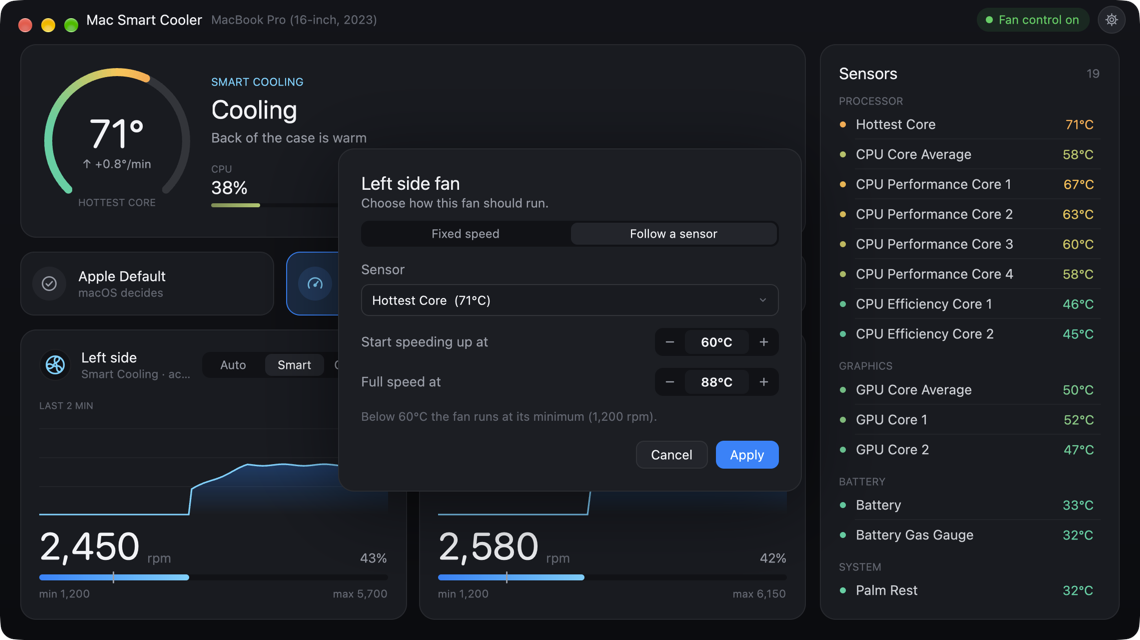 Mac Smart Cooler MacBook Pro (16-inch, 2023)
Fan control on
71°
↑ +0.8°/min
HOTTEST CORE
SMART COOLING
Cooling
Back of the case is warm
CPU
38%
Apple Default
macOS decides
Left side
Smart Cooling · ac...
Auto
Smart
LAST 2 MIN
2,450 rpm
43%
min 1,200
max 5,700
2,580 rpm
42%
min 1,200
max 6,150
Left side fan
Choose how this fan should run.
Fixed speed
Follow a sensor
Sensor
Hottest Core (71°C)
Start speeding up at
− 60°C +
Full speed at
− 88°C +
Below 60°C the fan runs at its minimum (1,200 rpm).
Cancel
Apply
Sensors 19
PROCESSOR
Hottest Core 71°C
CPU Core Average 58°C
CPU Performance Core 1 67°C
CPU Performance Core 2 63°C
CPU Performance Core 3 60°C
CPU Performance Core 4 58°C
CPU Efficiency Core 1 46°C
CPU Efficiency Core 2 45°C
GRAPHICS
GPU Core Average 50°C
GPU Core 1 52°C
GPU Core 2 47°C
BATTERY
Battery 33°C
Battery Gas Gauge 32°C
SYSTEM
Palm Rest 32°C